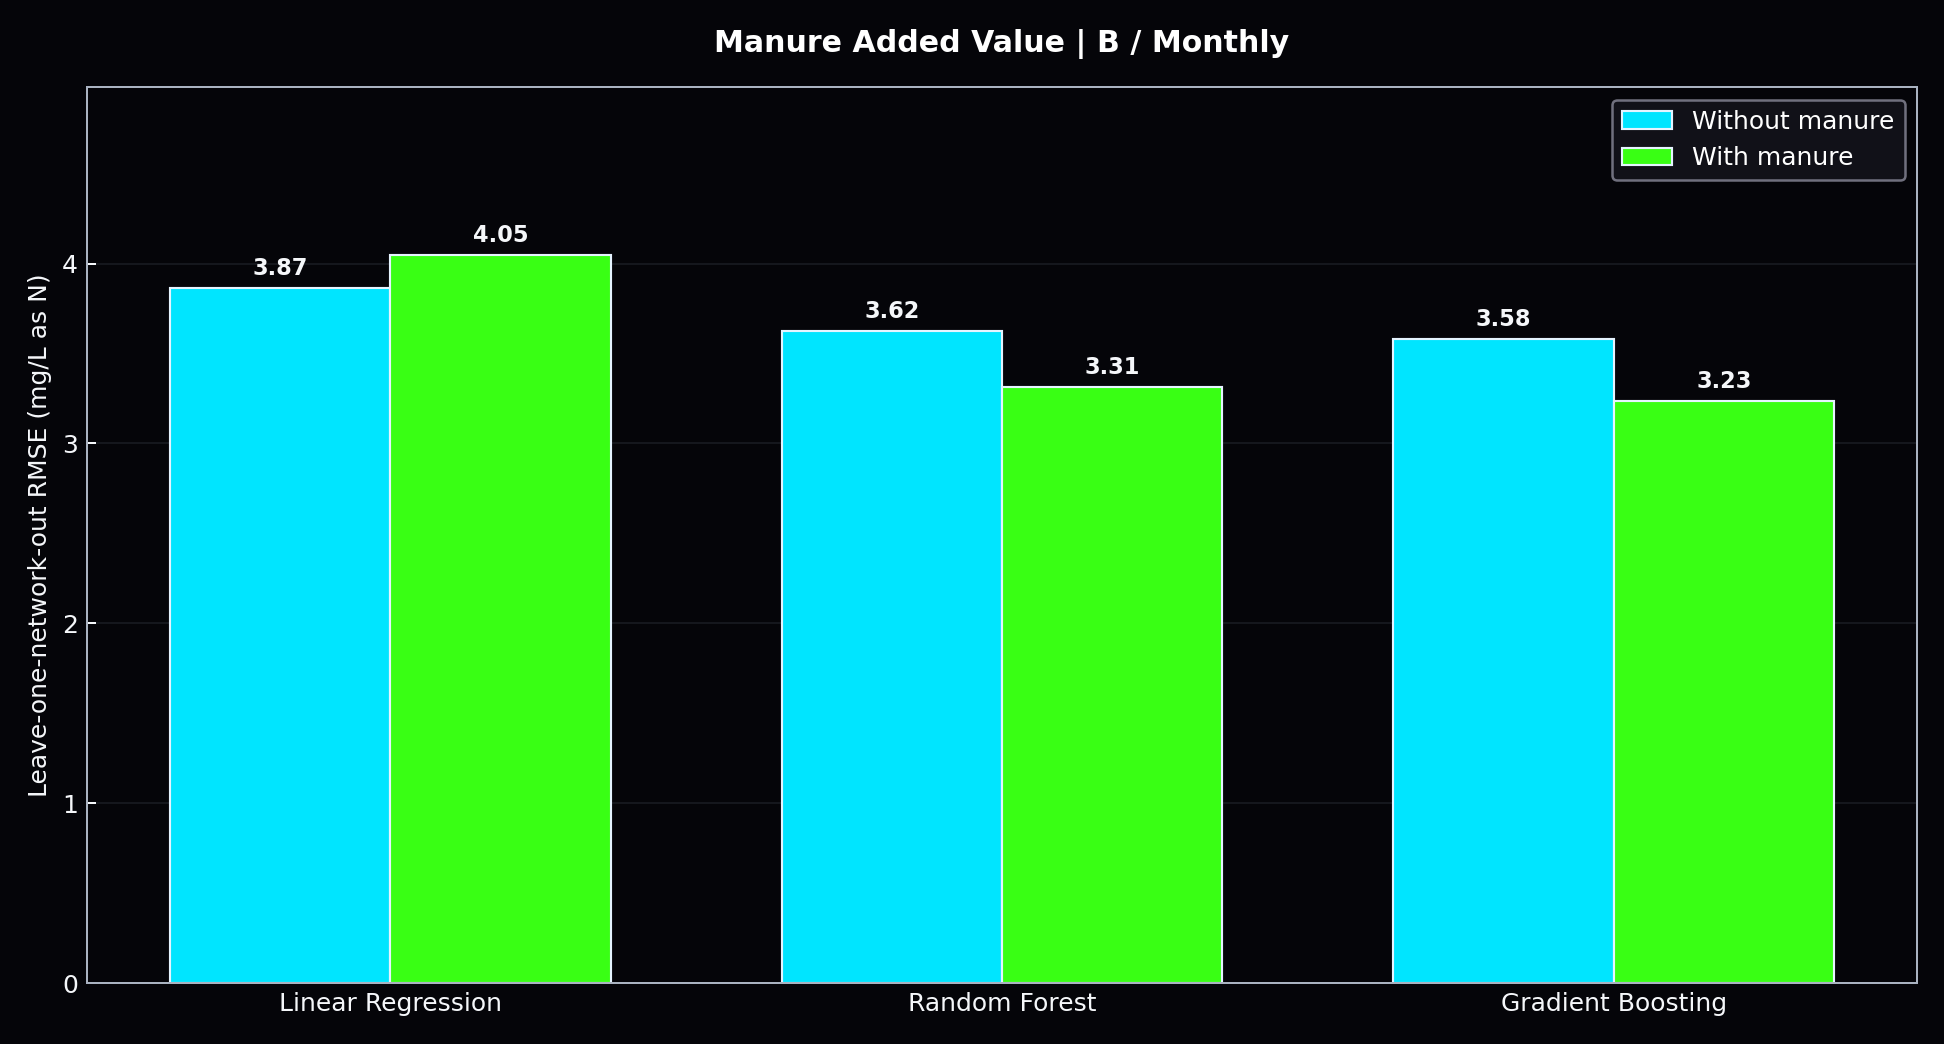 Manure Added Value | B / Monthly
Without manure
With manure
Leave-one-network-out RMSE (mg/L as N)
4
3
2
1
0
3.87
4.05
3.62
3.31
3.58
3.23
Linear Regression
Random Forest
Gradient Boosting